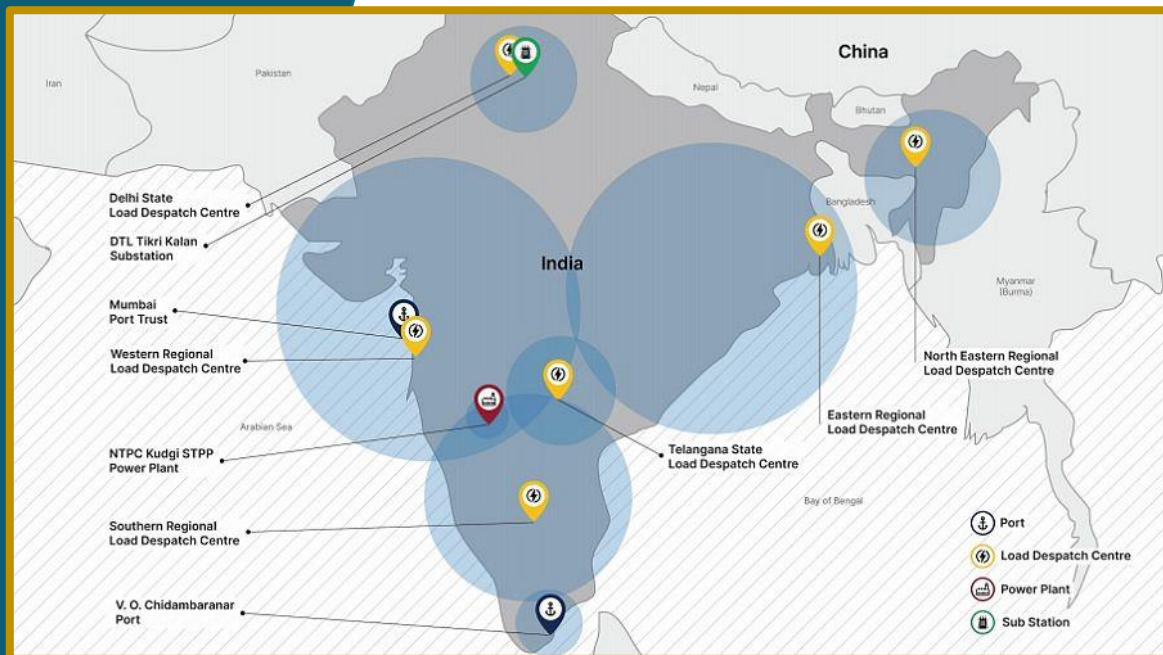 China
Iran
Pakistan
Nepal
Bhutan
Delhi State
Load Despatch Centre
Bangladesh
DTL Tikri Kalan
Substation
India
Myanmar
(Burma)
Mumbai
Port Trust
Western Regional
Load Despatch Centre
North Eastern Regional
Load Despatch Centre
Eastern Regional
Load Despatch Centre
Arabian Sea
NTPC Kudgi STPP
Power Plant
Telangana State
Load Despatch Centre
Bay of Bengal
Southern Regional
Load Despatch Centre
Port
Load Despatch Centre
Power Plant
Sub Station
V. O. Chidambaranar
Port